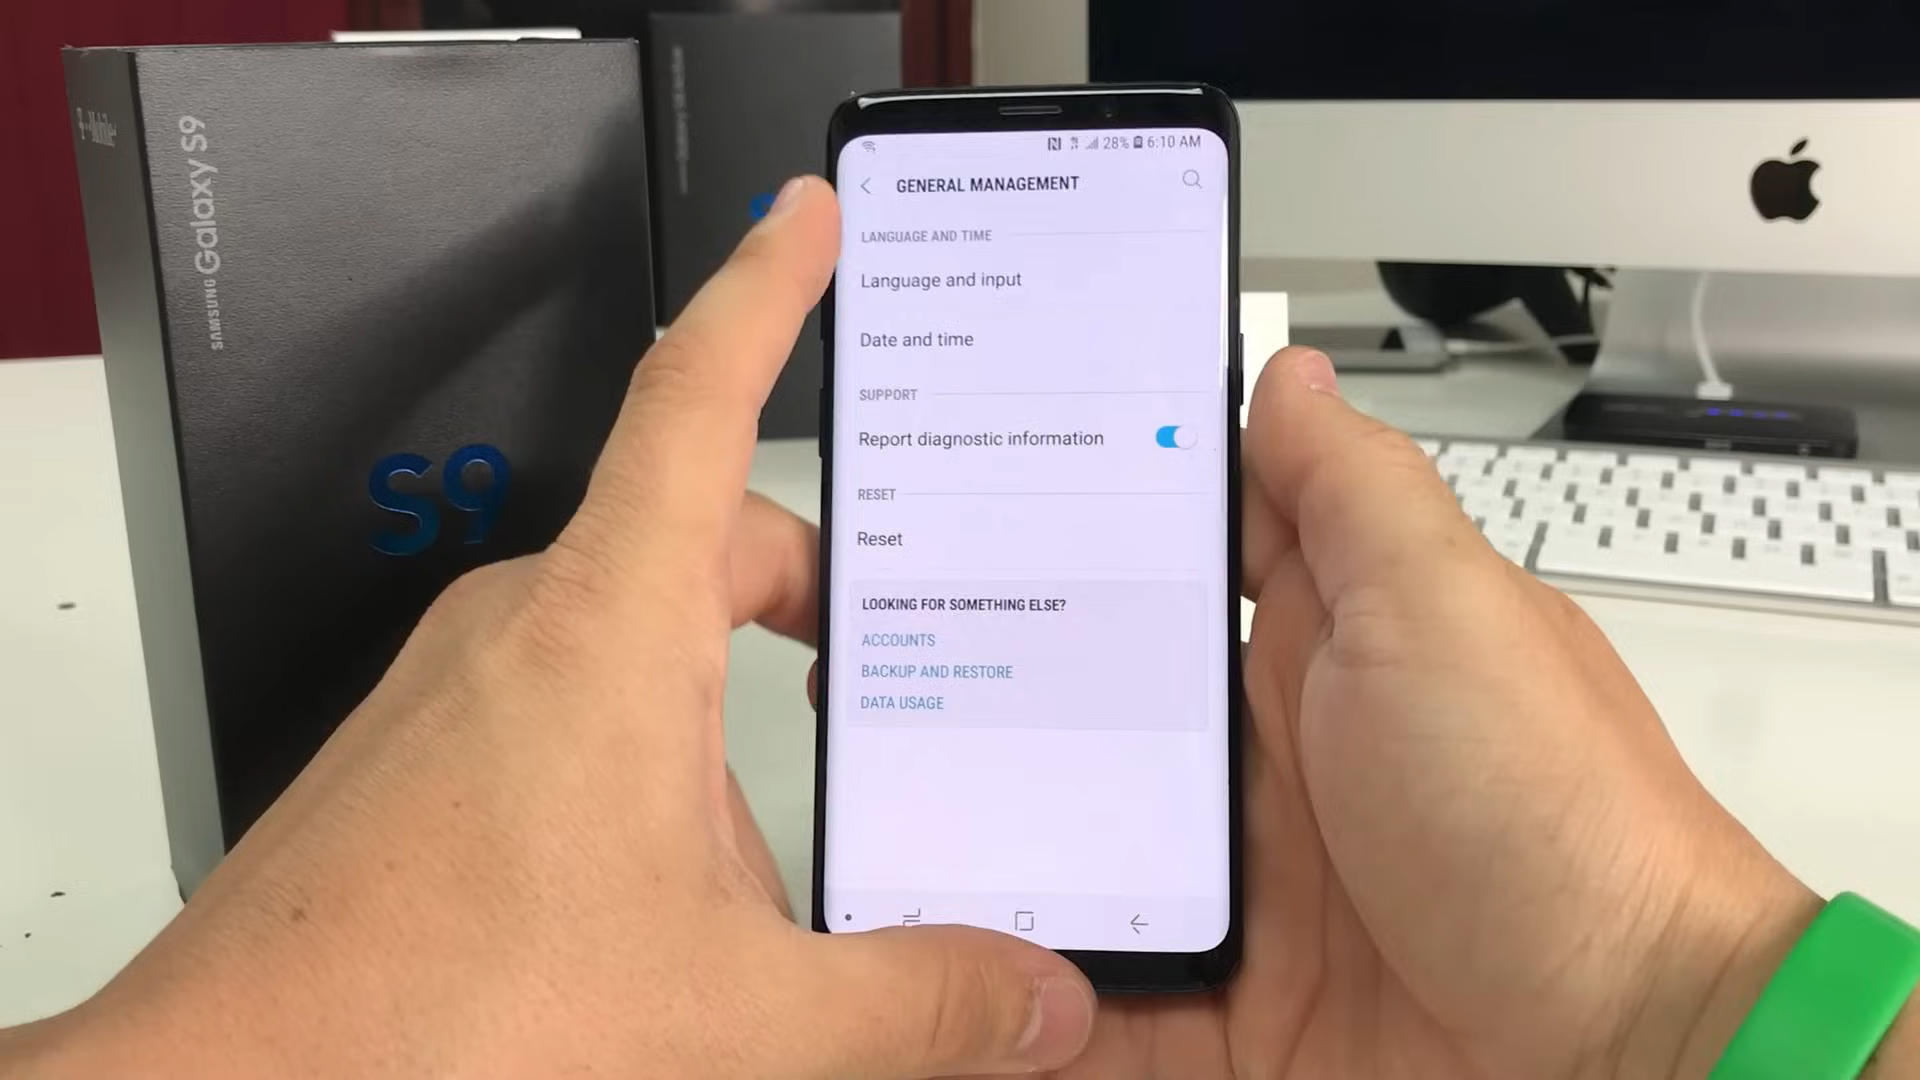 T-Mobile
SAMSUNG Galaxy S9
S9
28% 6:10 AM
GENERAL MANAGEMENT
LANGUAGE AND TIME
Language and input
Date and time
SUPPORT
Report diagnostic information
RESET
Reset
LOOKING FOR SOMETHING ELSE?
ACCOUNTS
BACKUP AND RESTORE
DATA USAGE